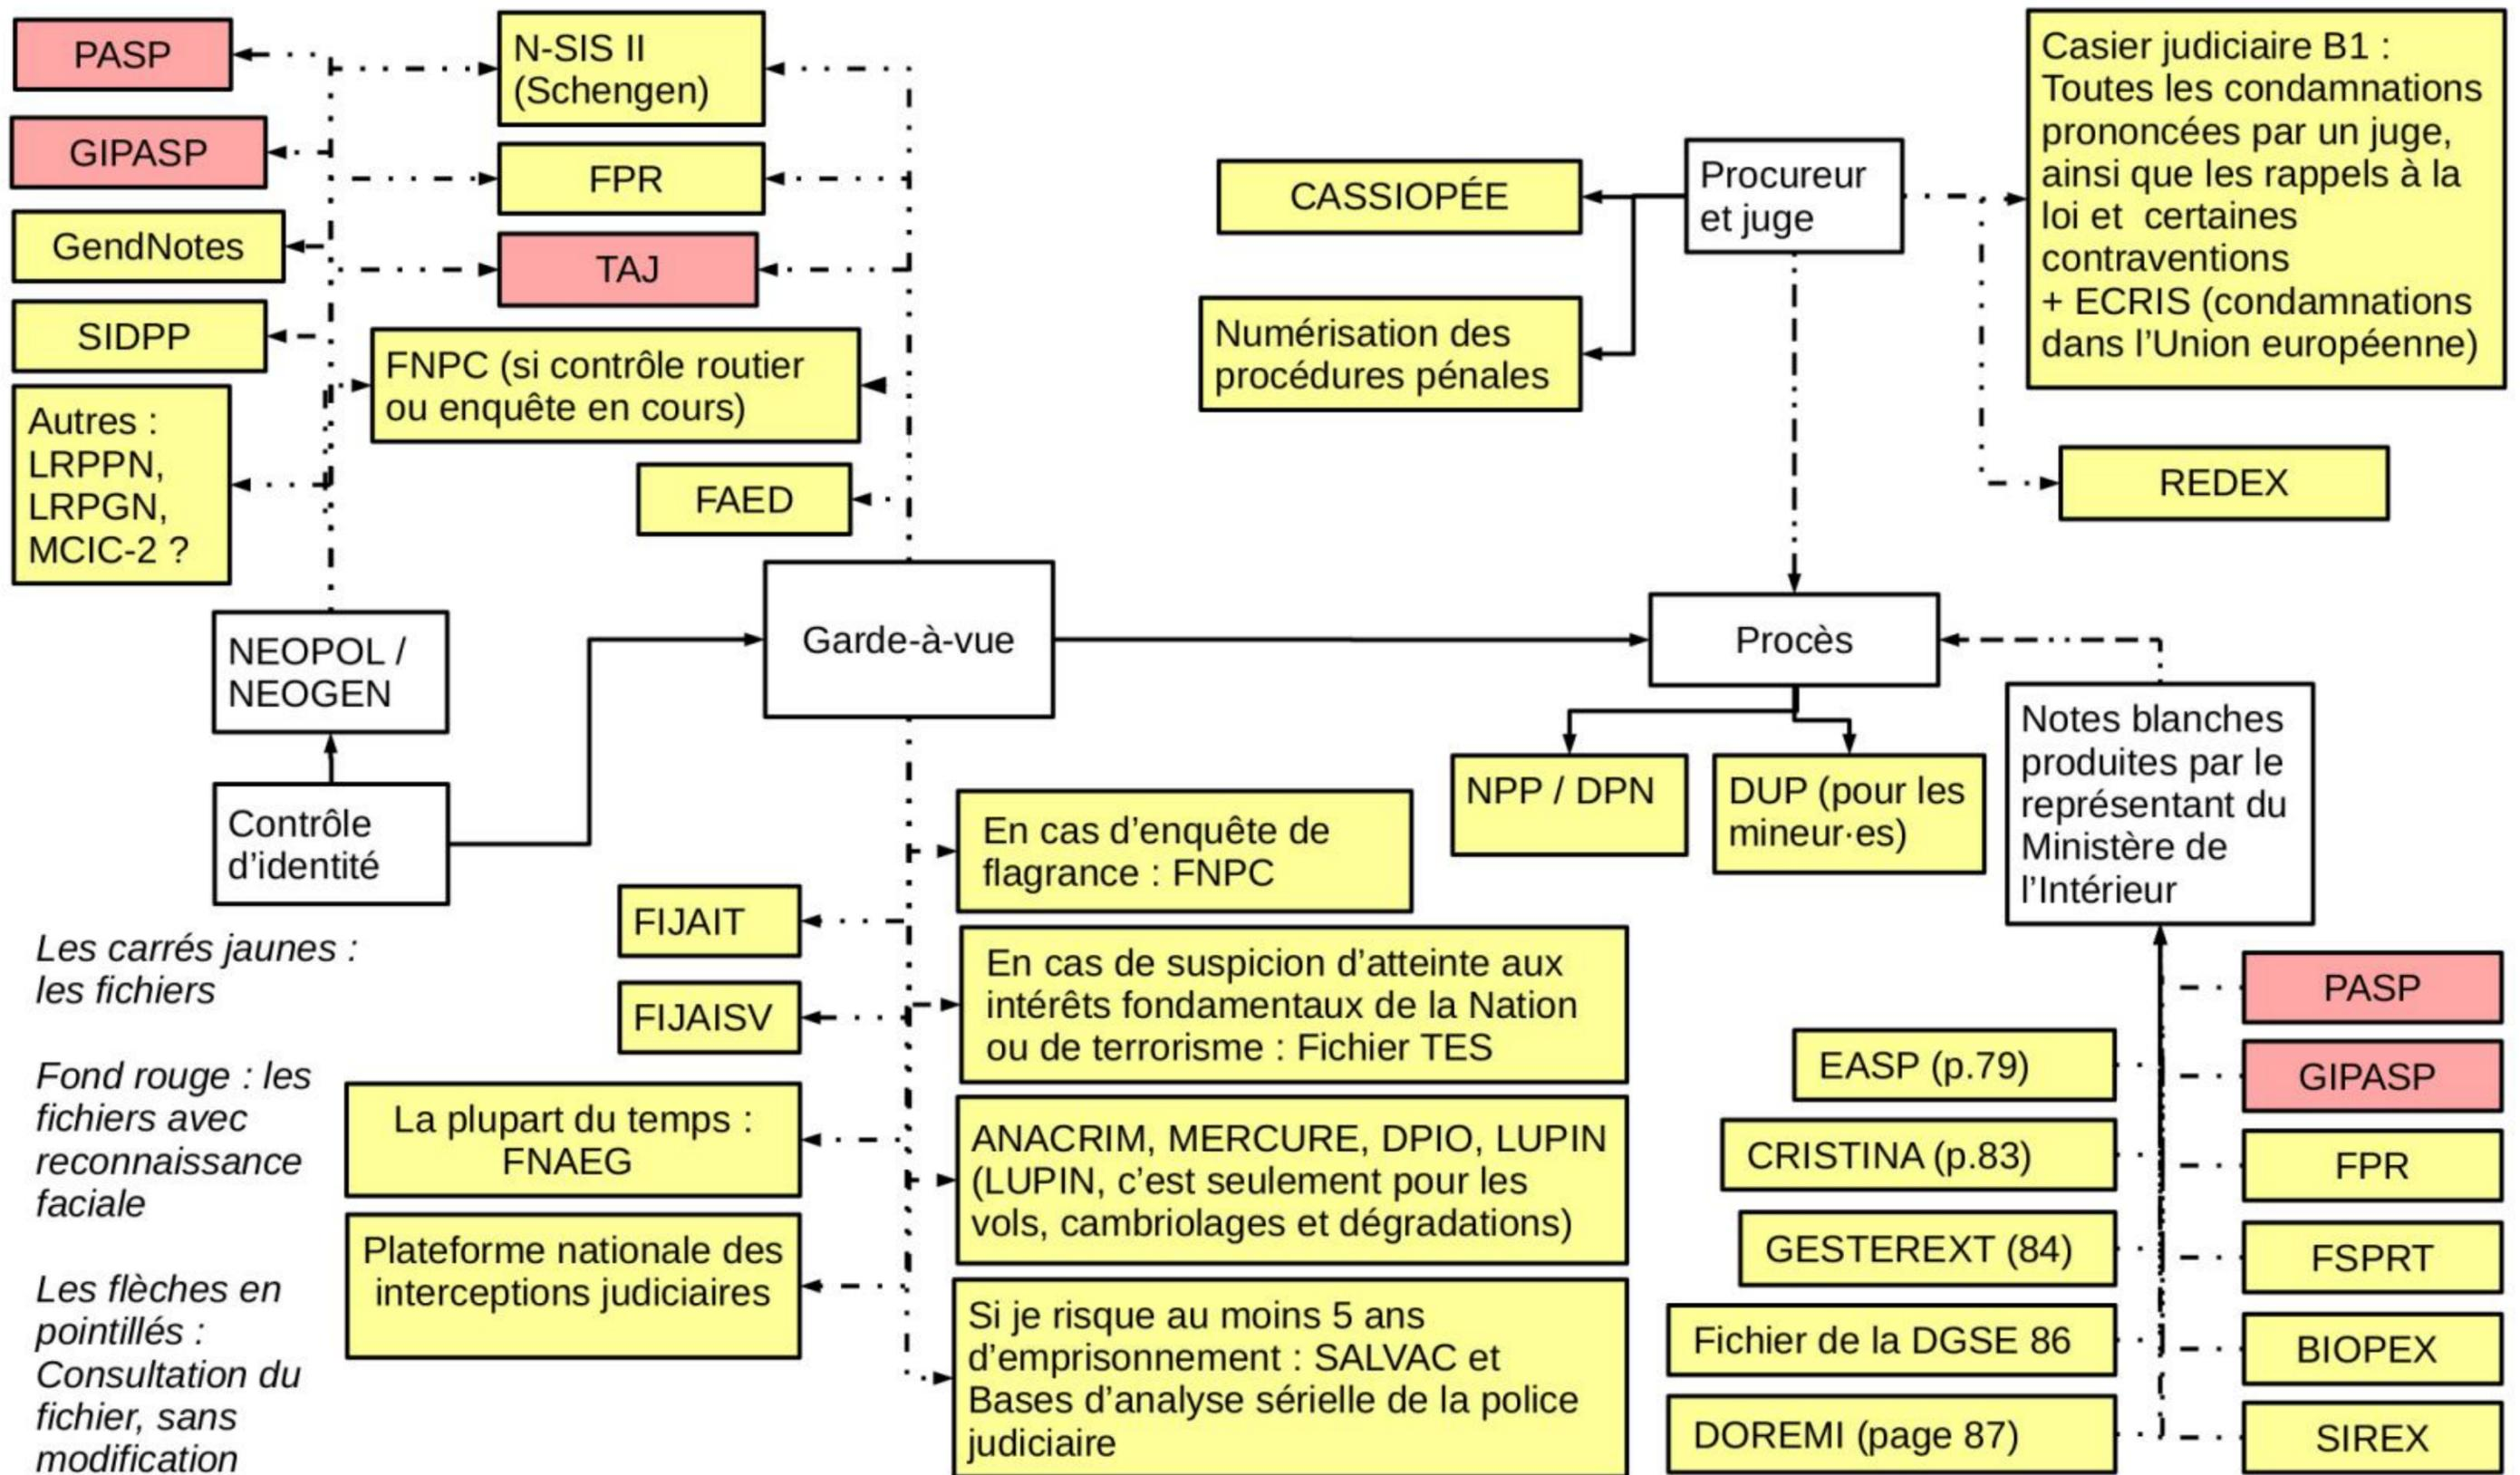 PASP
GIPASP
GendNotes
SIDPP
Autres :
LRPPN,
LRPGN,
MCIC-2 ?
N-SIS II
(Schengen)
FPR
TAJ
FNPC (si contrôle routier
ou enquête en cours)
FAED
NEOPOL /
NEOGEN
Contrôle
d’identité
Garde-à-vue
CASSIOPÉE
Numérisation des
procédures pénales
Procureur
et juge
Casier judiciaire B1 :
Toutes les condamnations
prononcées par un juge,
ainsi que les rappels à la
loi et  certaines
contraventions
+ ECRIS (condamnations
dans l’Union européenne)
REDEX
Procès
NPP / DPN
DUP (pour les
mineur·es)
Notes blanches
produites par le
représentant du
Ministère de
l’Intérieur
Les carrés jaunes :
les fichiers
Fond rouge : les
fichiers avec
reconnaissance
faciale
Les flèches en
pointillés :
Consultation du
fichier, sans
modification
FIJAIT
FIJAISV
La plupart du temps :
FNAEG
Plateforme nationale des
interceptions judiciaires
En cas d’enquête de
flagrance : FNPC
En cas de suspicion d’atteinte aux
intérêts fondamentaux de la Nation
ou de terrorisme : Fichier TES
ANACRIM, MERCURE, DPIO, LUPIN
(LUPIN, c’est seulement pour les
vols, cambriolages et dégradations)
Si je risque au moins 5 ans
d’emprisonnement : SALVAC et
Bases d’analyse sérielle de la police
judiciaire
EASP (p.79)
CRISTINA (p.83)
GESTEREXT (84)
Fichier de la DGSE 86
DOREMI (page 87)
PASP
GIPASP
FPR
FSPRT
BIOPEX
SIREX